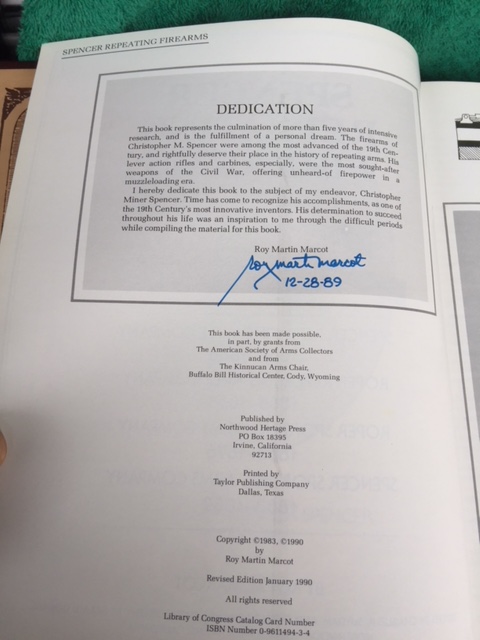 SPENCER REPEATING FIREARMS
DEDICATION
This book represents the culmination of more than five years of intensive
research, and is the fulfillment of a personal dream. The firearms of
Christopher M. Spencer were among the most advanced of the 19th Cen-
tury, and rightfully deserve their place in the history of repeating arms. His
lever action rifles and carbines, especially, were the most sought-after
weapons of the Civil War, offering unheard-of firepower in a
muzzleloading era.
I hereby dedicate this book to the subject of my endeavor, Christopher
Miner Spencer. Time has come to recognize his accomplishments, as one of
the 19th Century's most innovative inventors. His determination to succeed
throughout his life was an inspiration to me through the difficult periods
while compiling the material for this book.
Roy Martin Marcot
Roy Martin Marcot
12-28-89
This book has been made possible,
in part, by grants from
The American Society of Arms Collectors
and from
The Kinnucan Arms Chair,
Buffalo Bill Historical Center, Cody, Wyoming
Published by
Northwood Heritage Press
PO Box 18395
Irvine, California
92713
Printed by
Taylor Publishing Company
Dallas, Texas
Copyright ©1983, ©1990
by
Roy Martin Marcot
Revised Edition January 1990
All rights reserved
Library of Congress Catalog Card Number
ISBN Number 0-9611494-3-4